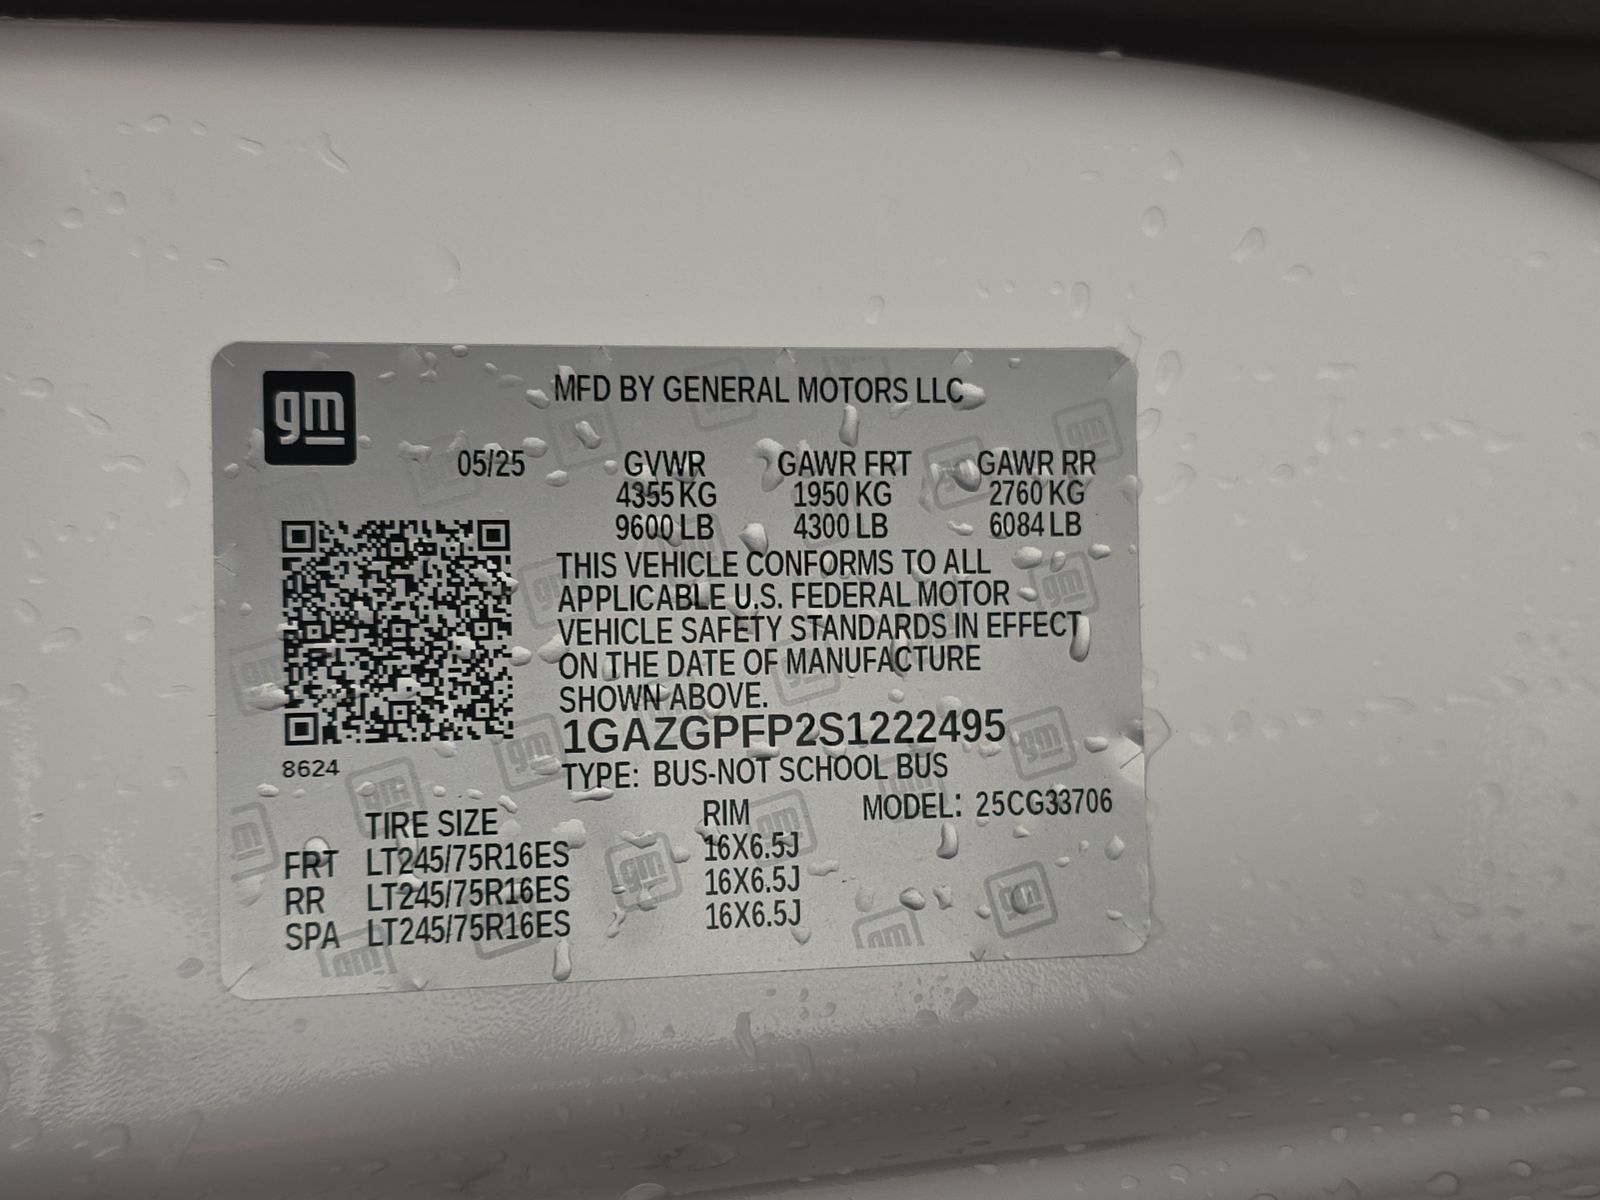 gm
MFD BY GENERAL MOTORS LLC
05/25 GVWR GAWR FRT GAWR RR
4355 KG 1950 KG 2760 KG
9600 LB 4300 LB 6084 LB
THIS VEHICLE CONFORMS TO ALL
APPLICABLE U.S. FEDERAL MOTOR
VEHICLE SAFETY STANDARDS IN EFFECT
ON THE DATE OF MANUFACTURE
SHOWN ABOVE.
1GAZGPFP2S1222495
8624
TYPE: BUS-NOT SCHOOL BUS
TIRE SIZE RIM MODEL: 25CG33706
FRT LT245/75R16ES 16X6.5J
RR LT245/75R16ES 16X6.5J
SPA LT245/75R16ES 16X6.5J